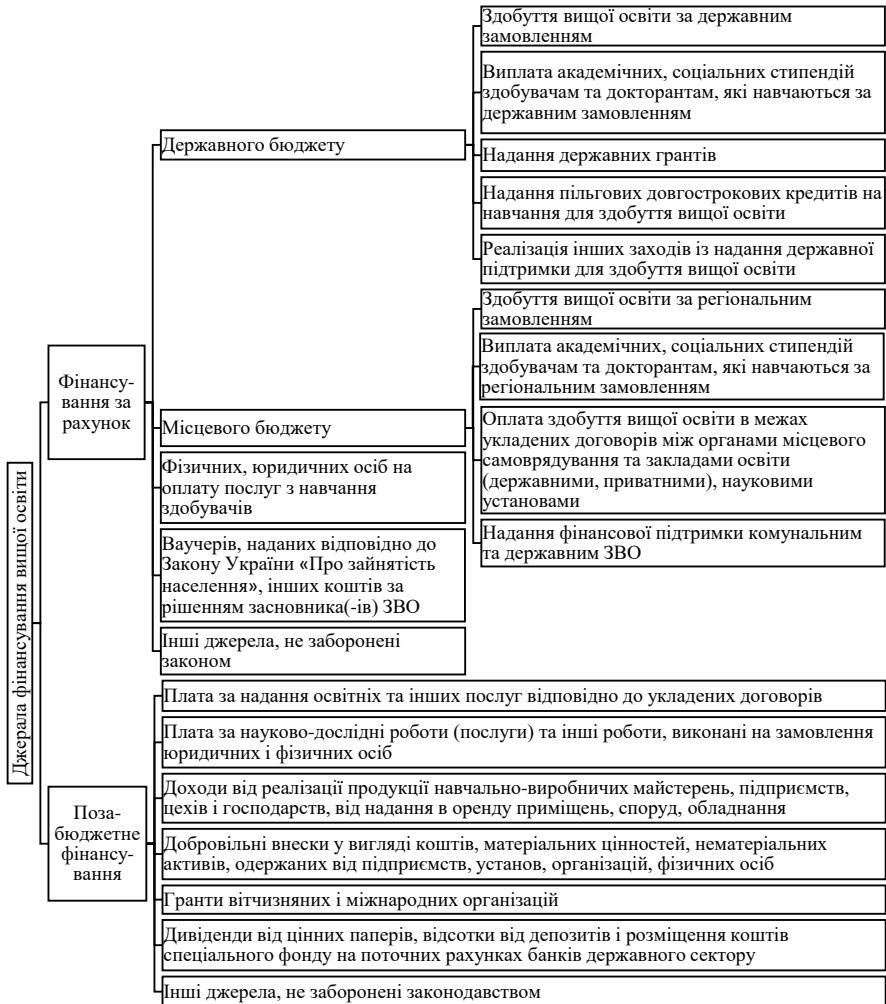 Джерала фінансування вищої освіти
Фінансу-
вання за
рахунок
Державного бюджету
Здобуття вищої освіти за державним
замовленням
Виплата академічних, соціальних стипендій
здобувачам та докторантам, які навчаються за
державним замовленням
Надання державних грантів
Надання пільгових довгострокових кредитів на
навчання для здобуття вищої освіти
Реалізація інших заходів із надання державної
підтримки для здобуття вищої освіти
Місцевого бюджету
Здобуття вищої освіти за регіональним
замовленням
Виплата академічних, соціальних стипендій
здобувачам та докторантам, які навчаються за
регіональним замовленням
Оплата здобуття вищої освіти в межах
укладених договорів між органами місцевого
самоврядування та закладами освіти
(державними, приватними), науковими
установами
Надання фінансової підтримки комунальним
та державним ЗВО
Фізичних, юридичних осіб на
оплату послуг з навчання
здобувачів
Ваучерів, наданих відповідно до
Закону України «Про зайнятість
населення», інших коштів за
рішенням засновника(-ів) ЗВО
Інші джерела, не заборонені
законом
Поза-
бюджетне
фінансу-
вання
Плата за надання освітніх та інших послуг відповідно до укладених договорів
Плата за науково-дослідні роботи (послуги) та інші роботи, виконані на замовлення
юридичних і фізичних осіб
Доходи від реалізації продукції навчально-виробничих майстерень, підприємств,
цехів і господарств, від надання в оренду приміщень, споруд, обладнання
Добровільні внески у вигляді коштів, матеріальних цінностей, нематеріальних
активів, одержаних від підприємств, установ, організацій, фізичних осіб
Гранти вітчизняних і міжнародних організацій
Дивіденди від цінних паперів, відсотки від депозитів і розміщення коштів
спеціального фонду на поточних рахунках банків державного сектору
Інші джерела, не заборонені законодавством